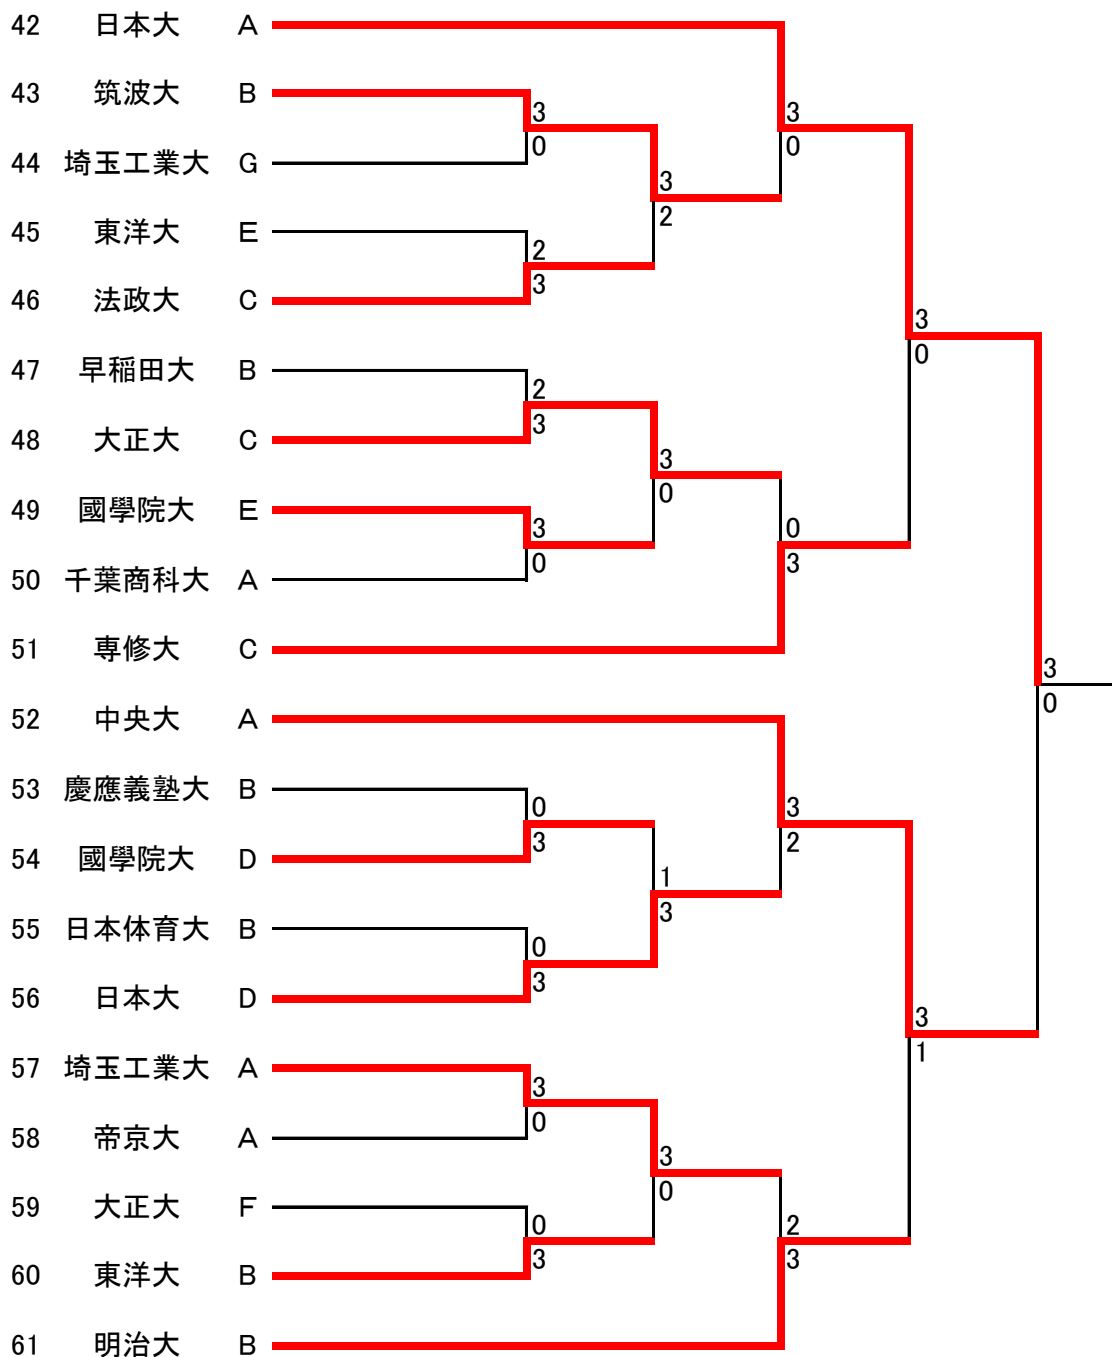 42 日本大 A
43 筑波大 B
3
0
3
0
44 埼玉工業大 G
3
2
45 東洋大 E
2
3
46 法政大 C
3
0
47 早稲田大 B
2
3
48 大正大 C
3
0
49 國學院大 E
3
0
0
3
50 千葉商科大 A
51 専修大 C
3
0
52 中央大 A
53 慶應義塾大 B
0
3
3
2
54 國學院大 D
1
3
55 日本体育大 B
0
3
56 日本大 D
3
1
57 埼玉工業大 A
3
0
58 帝京大 A
3
0
59 大正大 F
0
3
2
3
60 東洋大 B
61 明治大 B